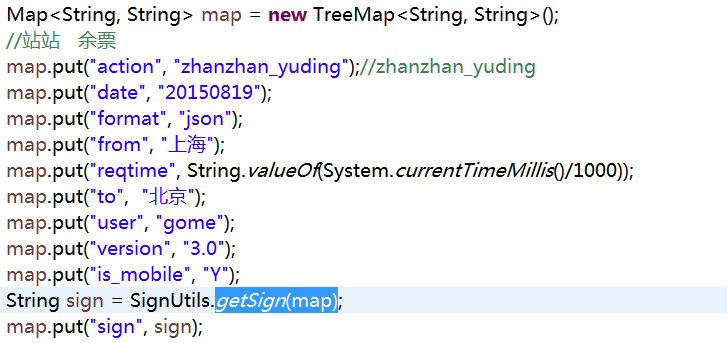 Map<String, String> map = new TreeMap<String, String>();
//站站   余票
map.put("action", "zhanzhan_yuding");//zhanzhan_yuding
map.put("date", "20150819");
map.put("format", "json");
map.put("from", "上海");
map.put("reqtime", String.valueOf(System.currentTimeMillis()/1000));
map.put("to",  "北京");
map.put("user", "gome");
map.put("version", "3.0");
map.put("is_mobile", "Y");
String sign = SignUtils.getSign(map);
map.put("sign", sign);